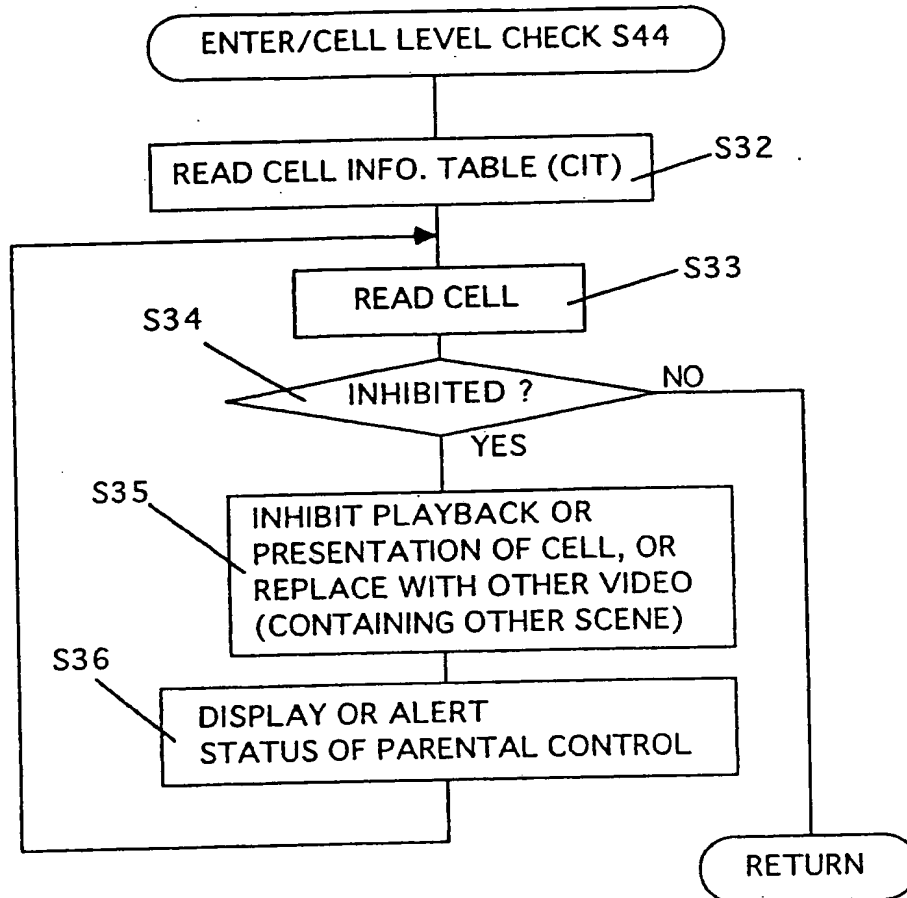 ENTER/CELL LEVEL CHECK S44
READ CELL INFO. TABLE (CIT)
S32
READ CELL
S33
S34
INHIBITED ?
NO
YES
S35
INHIBIT PLAYBACK OR
PRESENTATION OF CELL, OR
REPLACE WITH OTHER VIDEO
(CONTAINING OTHER SCENE)
S36
DISPLAY OR ALERT
STATUS OF PARENTAL CONTROL
RETURN